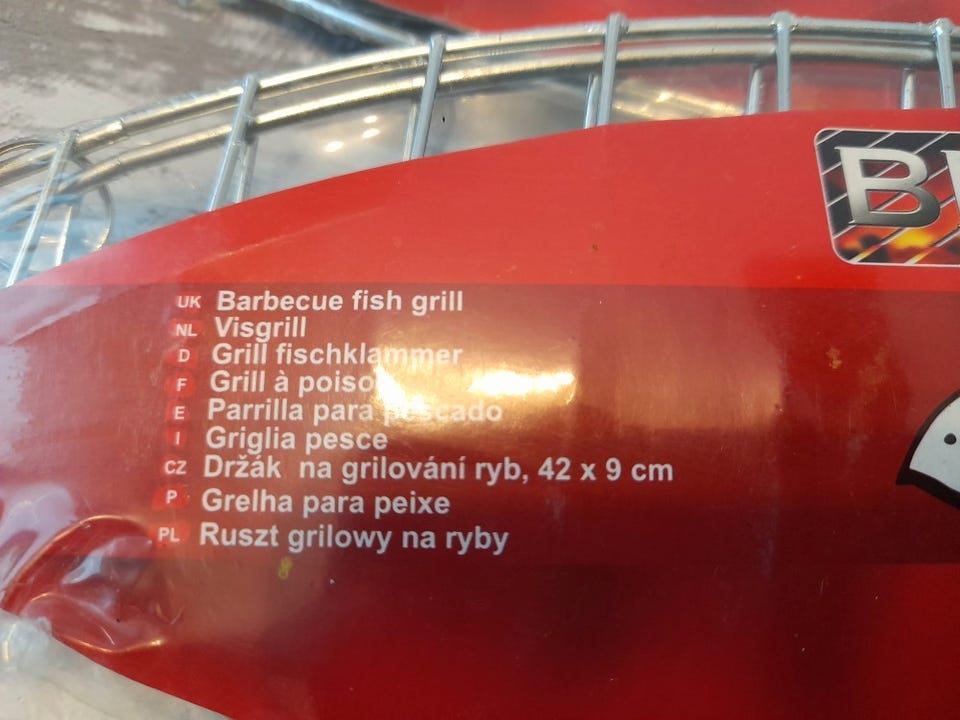 B
UK Barbecue fish grill
NL Visgrill
D Grill fischklammer
F Grill à
E Parrilla para pescado
I Griglia pesce
CZ Držák na grilování ryb, 42 x 9 cm
P Grelha para peixe
PL Ruszt grilowy na ryby